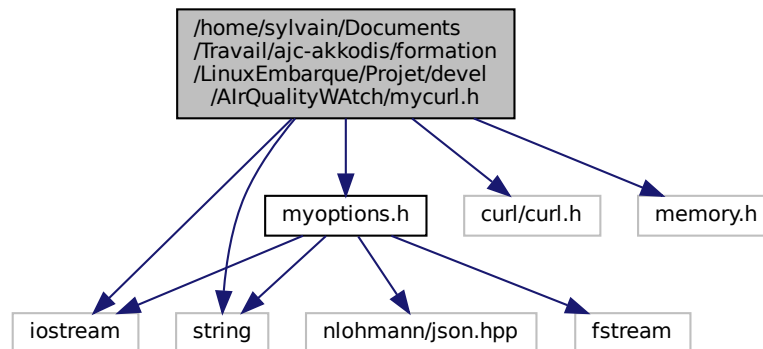 /home/sylvain/Documents
/Travail/ajc-akkodis/formation
/LinuxEmbarque/Projet/devel
/AIrQualityWAtch/mycurl.h
myoptions.h
curl/curl.h
memory.h
iostream
string
nlohmann/json.hpp
fstream